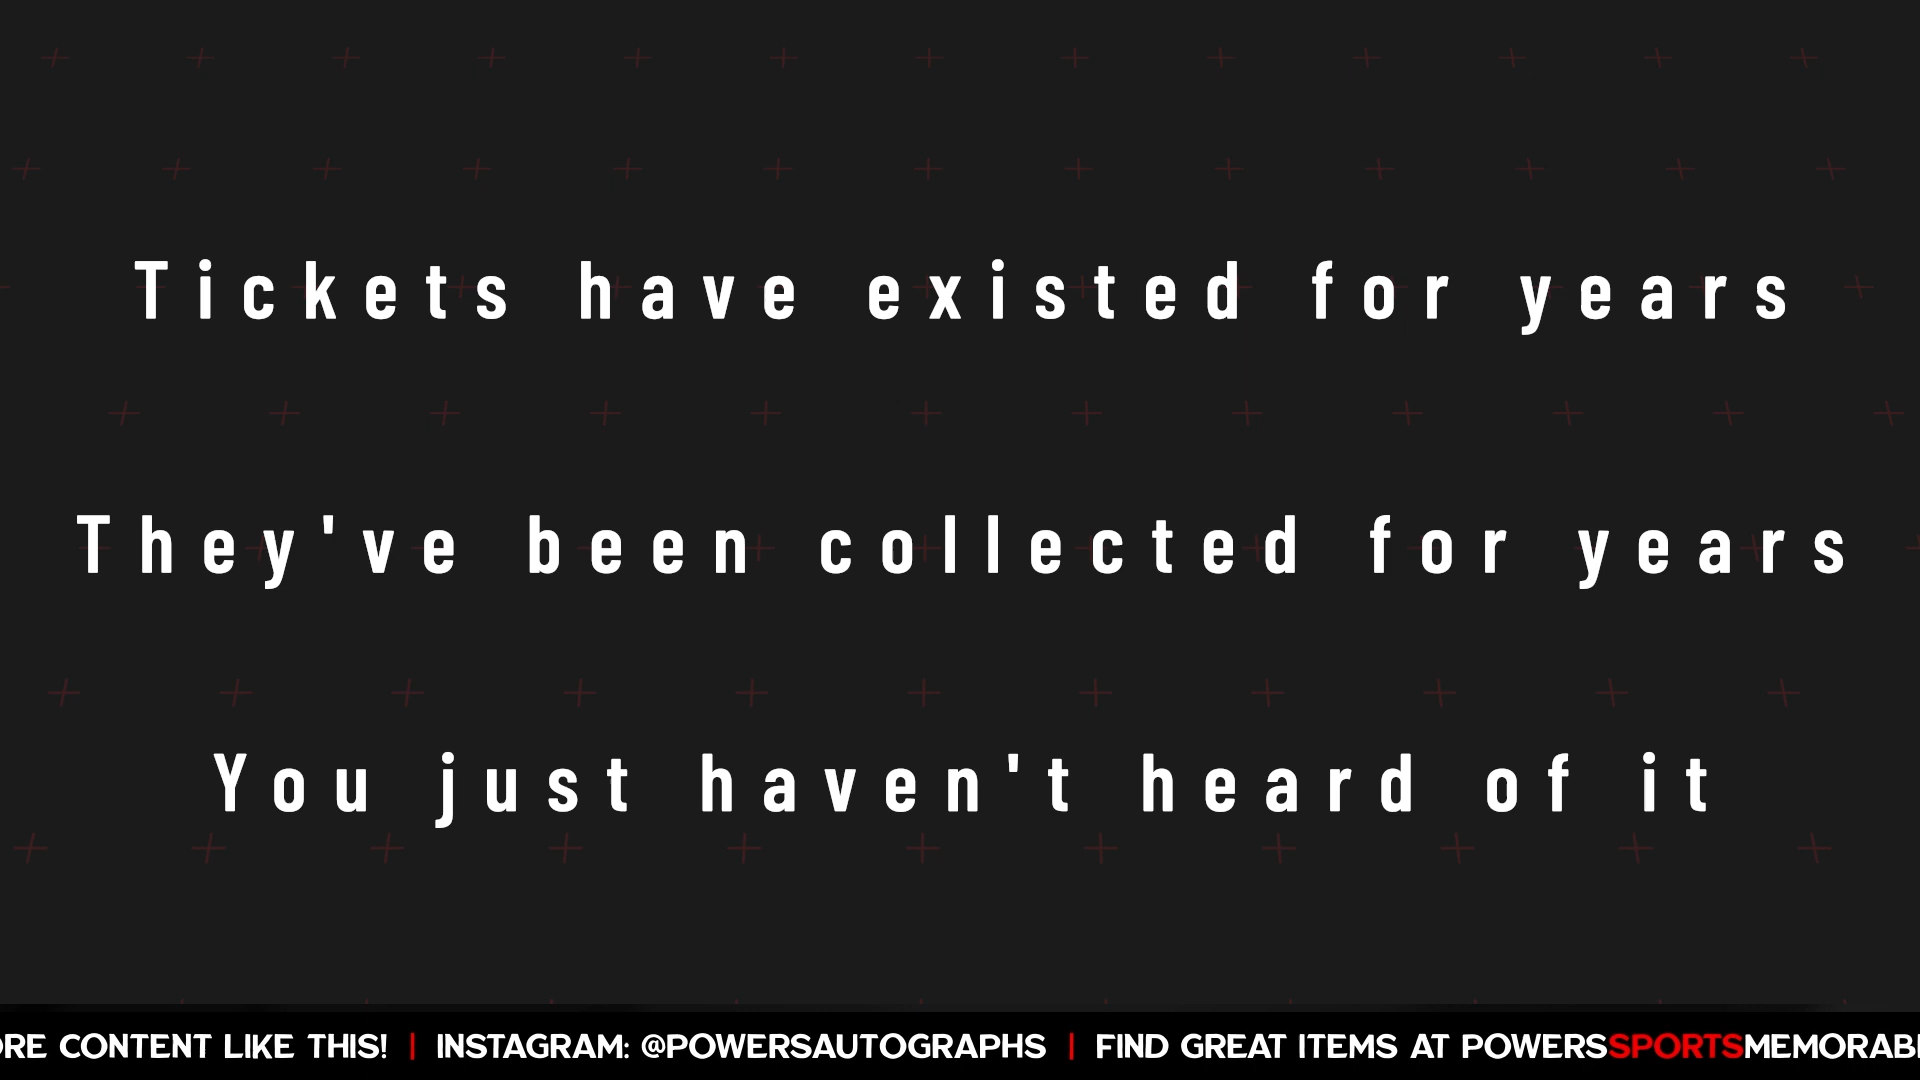 Tickets have existed for years
They've been collected for years
You just haven't heard of it
CONTENT LIKE THIS! | INSTAGRAM: @POWERSAUTOGRAPHS | FIND GREAT ITEMS AT